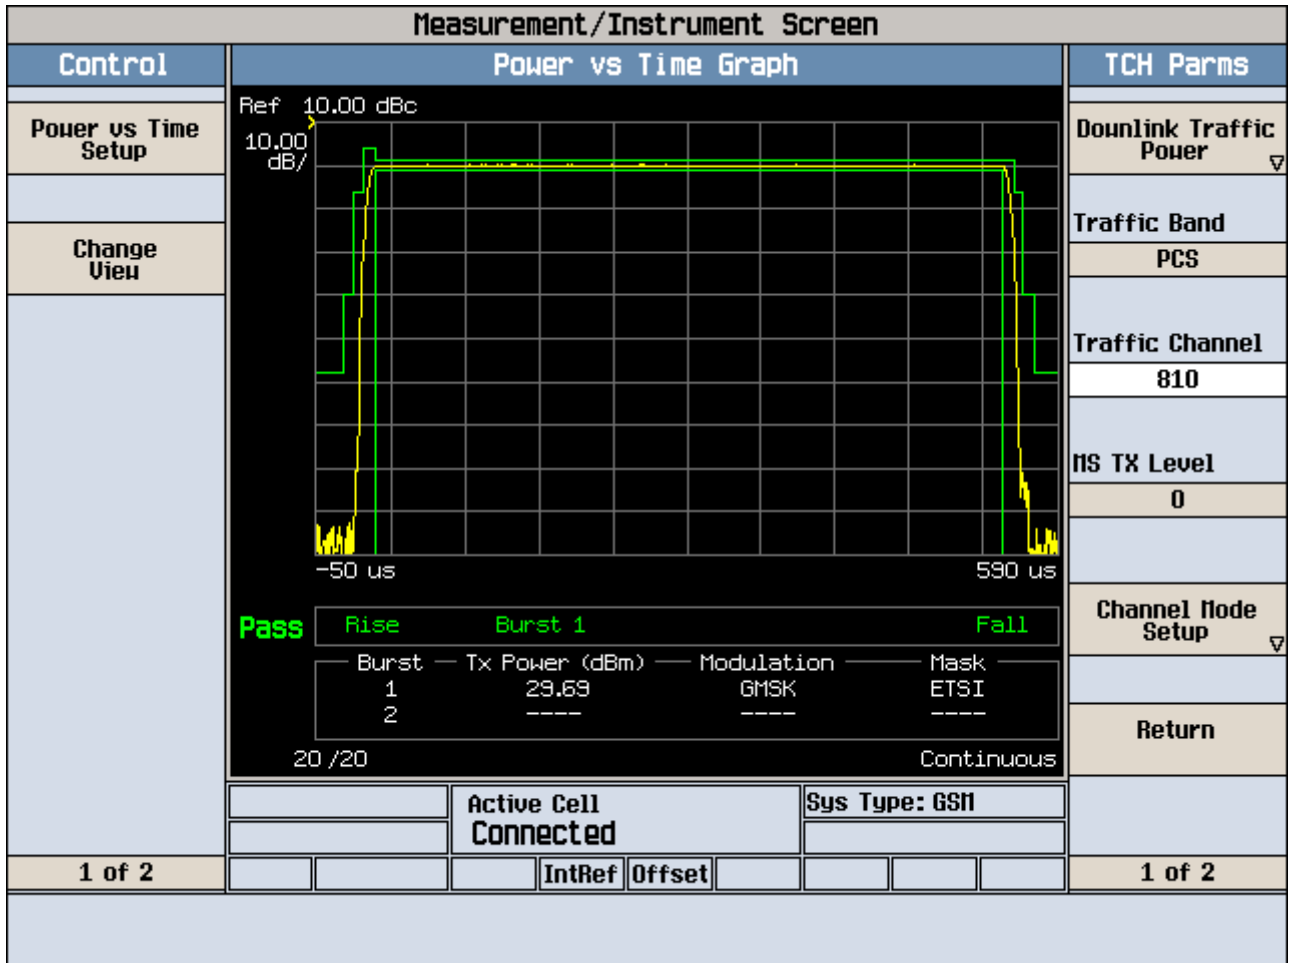 Measurement/Instrument Screen
Control
Power vs Time Graph
TCH Parms
Power vs Time
Setup
Change
View
1 of 2
Ref 10.00 dBc
10.00
dB/
-50 us
590 us
Pass
Rise
Burst 1
Fall
Burst Tx Power (dBm) Modulation Mask
1 29.69 GMSK ETSI
2 ---- ---- ----
20/20
Continuous
Active Cell
Connected
Sys Type: GSM
IntRef
Offset
Downlink Traffic
Power
Traffic Band
PCS
Traffic Channel
810
MS TX Level
0
Channel Mode
Setup
Return
1 of 2